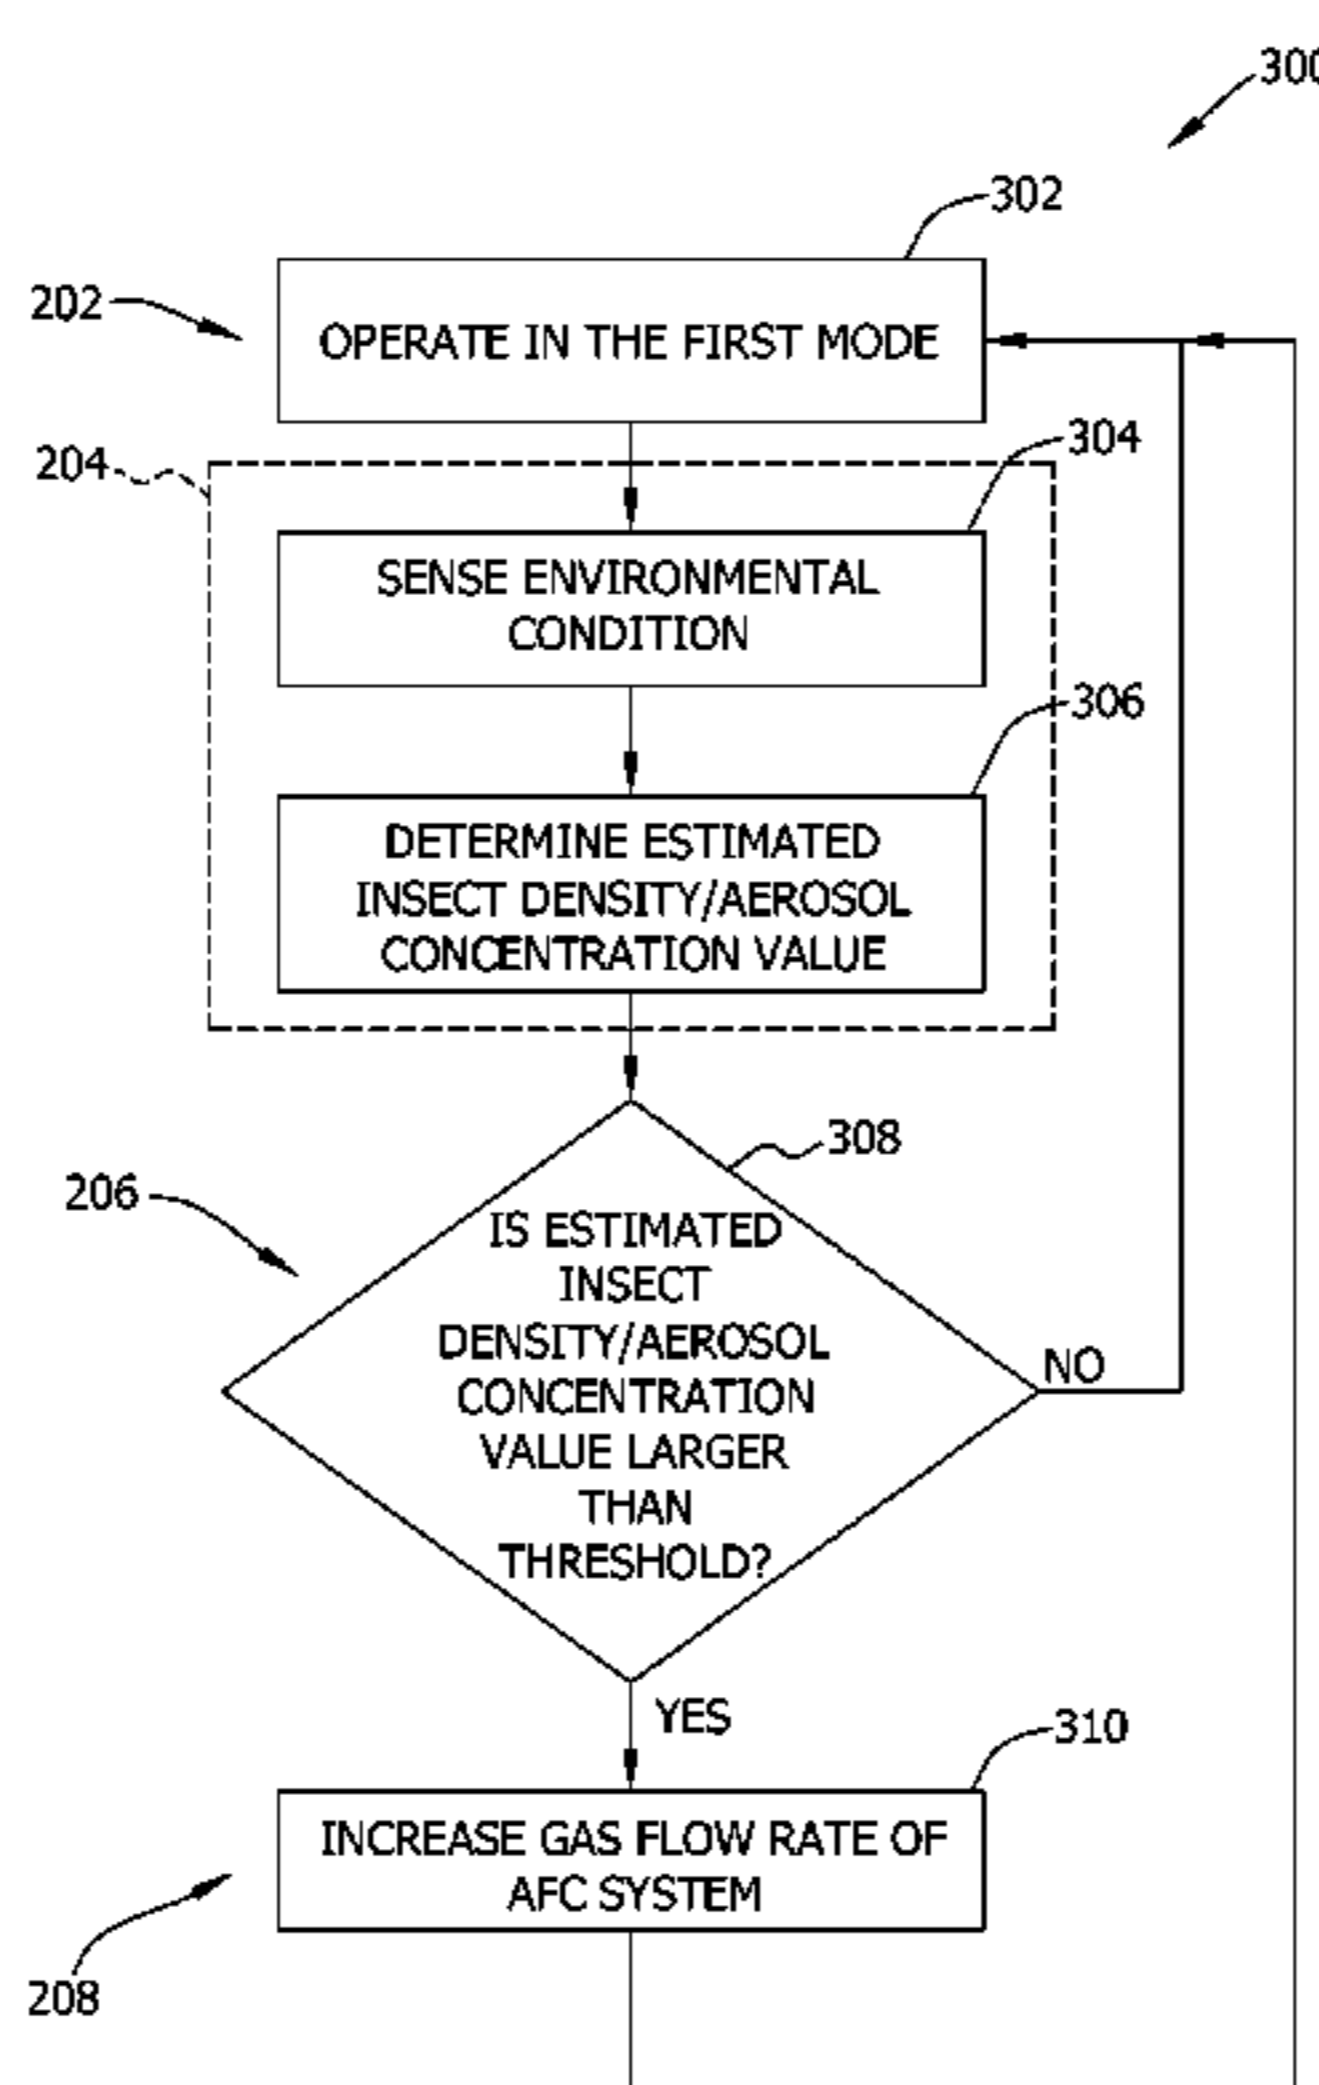 300
302
202
OPERATE IN THE FIRST MODE
304
204
SENSE ENVIRONMENTAL
CONDITION
306
DETERMINE ESTIMATED
INSECT DENSITY/AEROSOL
CONCENTRATION VALUE
308
206
IS ESTIMATED
INSECT
DENSITY/AEROSOL
CONCENTRATION
VALUE LARGER
THAN
THRESHOLD?
NO
YES
310
INCREASE GAS FLOW RATE OF
AFC SYSTEM
208